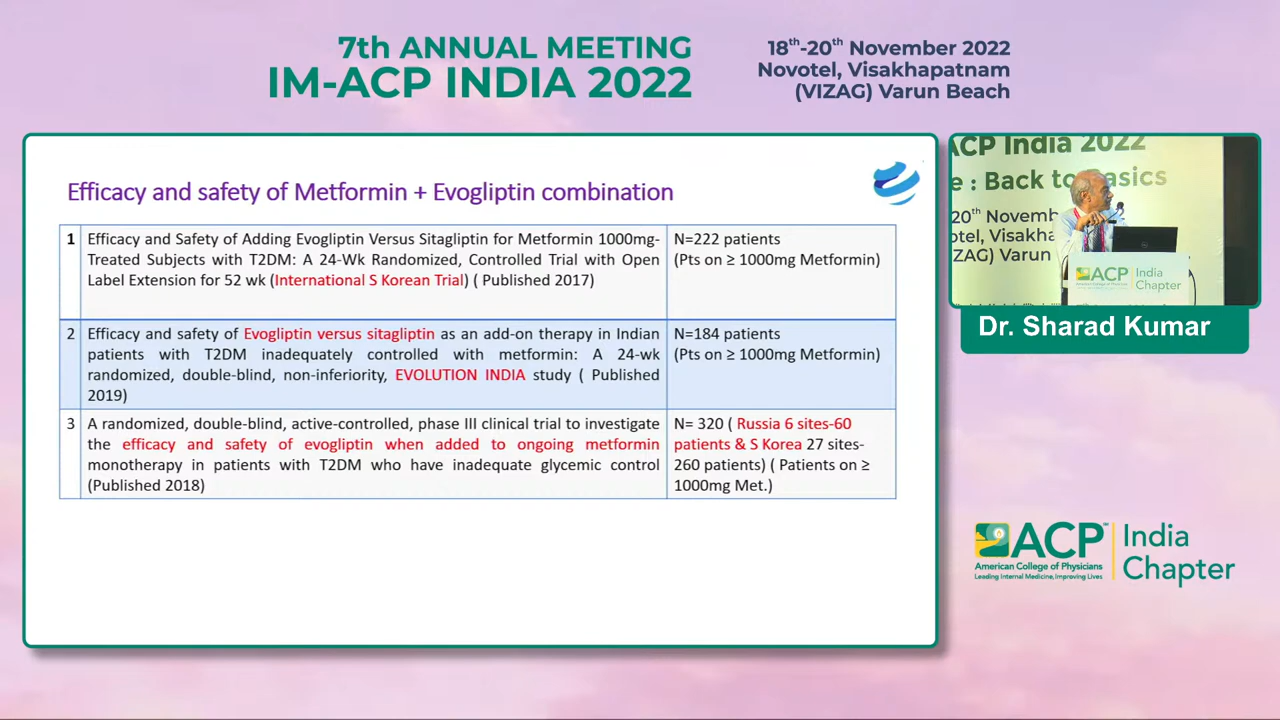 7th ANNUAL MEETING
IM-ACP INDIA 2022
18th-20th November 2022
Novotel, Visakhapatnam
(VIZAG) Varun Beach
Efficacy and safety of Metformin + Evogliptin combination
1 Efficacy and Safety of Adding Evogliptin Versus Sitagliptin for Metformin 1000mg-
Treated Subjects with T2DM: A 24-Wk Randomized, Controlled Trial with Open
Label Extension for 52 wk (International S Korean Trial) ( Published 2017)
N=222 patients
(Pts on ≥ 1000mg Metformin)
2 Efficacy and safety of Evogliptin versus sitagliptin as an add-on therapy in Indian
patients with T2DM inadequately controlled with metformin: A 24-wk
randomized, double-blind, non-inferiority, EVOLUTION INDIA study ( Published
2019)
N=184 patients
(Pts on ≥ 1000mg Metformin)
3 A randomized, double-blind, active-controlled, phase III clinical trial to investigate
the efficacy and safety of evogliptin when added to ongoing metformin
monotherapy in patients with T2DM who have inadequate glycemic control
(Published 2018)
N= 320 ( Russia 6 sites-60
patients & S Korea 27 sites-
260 patients) ( Patients on ≥
1000mg Met.)
ACP India 2022
e : Back to Basics
20th Novemb
otel, Visakha
ZAG) Varun
ACP India
Chapter
Dr. Sharad Kumar
ACP India
American College of Physicians
Leading Internal Medicine, Improving Lives
Chapter